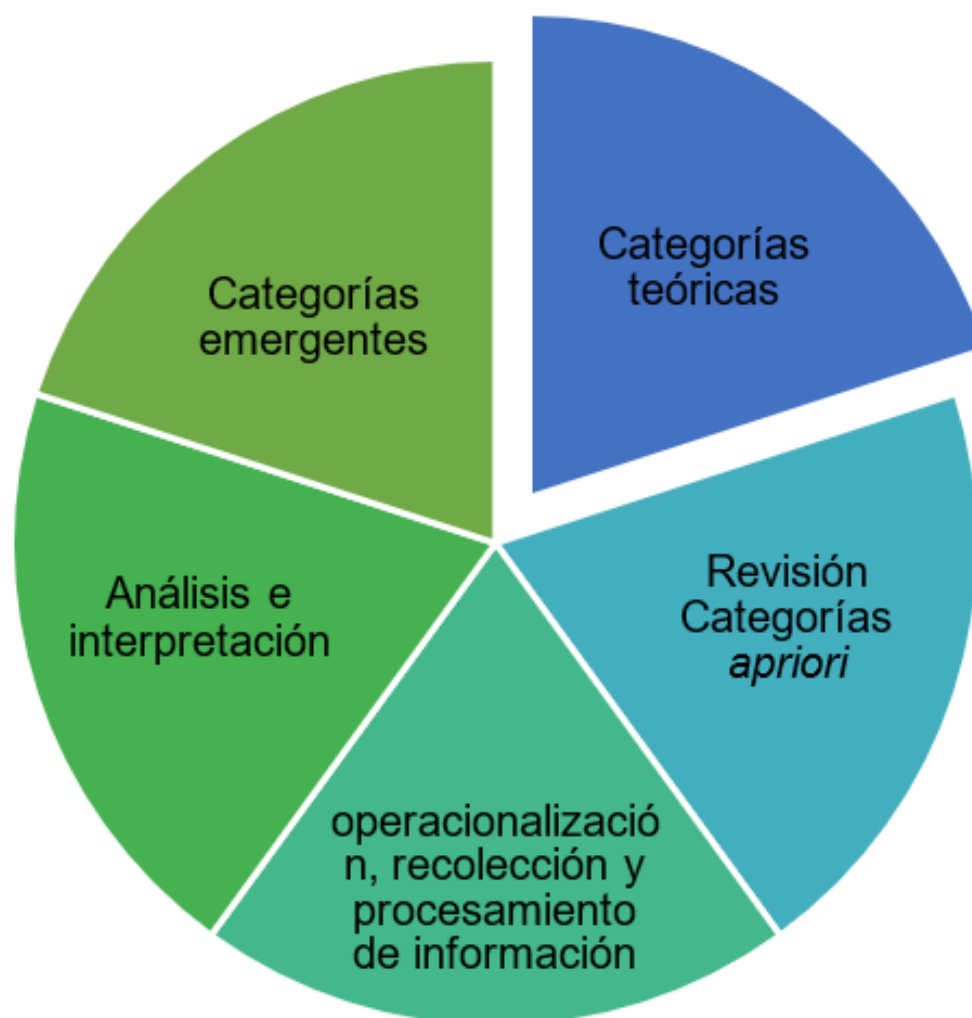 Categorías
teóricas
Revisión
Categorías
apriori
operacionalizació
n, recolección y
procesamiento
de información
Análisis e
interpretación
Categorías
emergentes